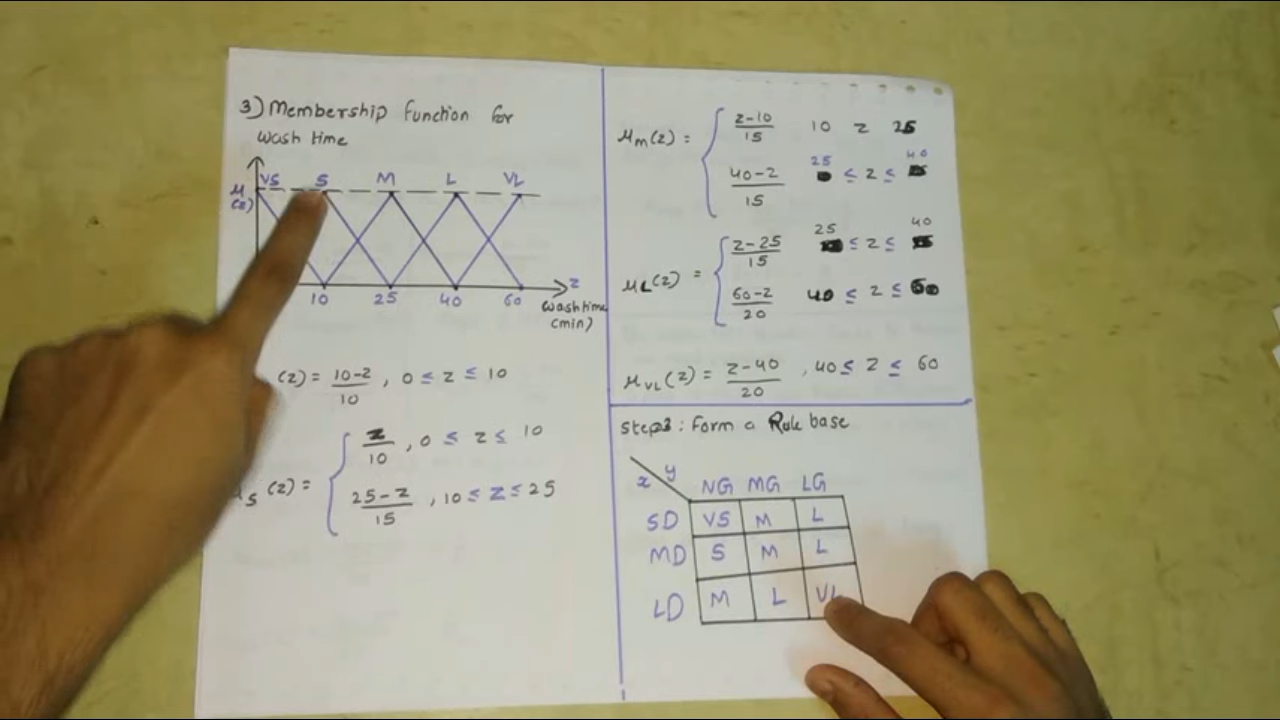 3) Membership Function for
Wash time
μ
(z)
VS S M L VL
10 25 40 60
z
Wash time
(min)
(z) = 10-z/10 , 0 ≤ z ≤ 10
s (z) =
z/10 , 0 ≤ z ≤ 10
25-z/15 , 10 ≤ z ≤ 25
μm(z) =
z-10/15 10 z 25
40-z/15 25 ≤ z ≤ 40
μL(z) =
z-25/15 25 ≤ z ≤ 40
60-z/20 40 ≤ z ≤ 60
μVL(z) = z-40/20 , 40 ≤ z ≤ 60
Step3: Form a Rule base
x y NG MG LG
SD VS M L
MD S M L
LD M L VL